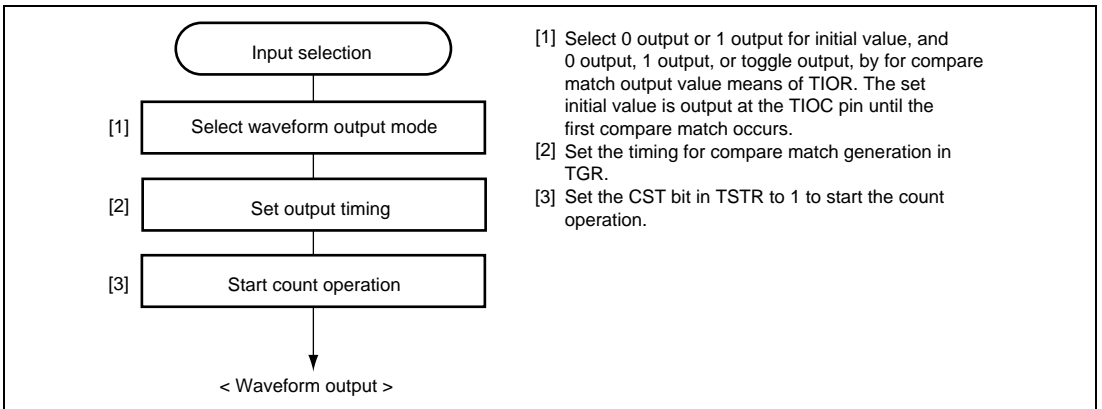 Input selection
[1] Select waveform output mode
[2] Set output timing
[3] Start count operation
< Waveform output >
[1] Select 0 output or 1 output for initial value, and
0 output, 1 output, or toggle output, by for compare
match output value means of TIOR. The set
initial value is output at the TIOC pin until the
first compare match occurs.
[2] Set the timing for compare match generation in
TGR.
[3] Set the CST bit in TSTR to 1 to start the count
operation.